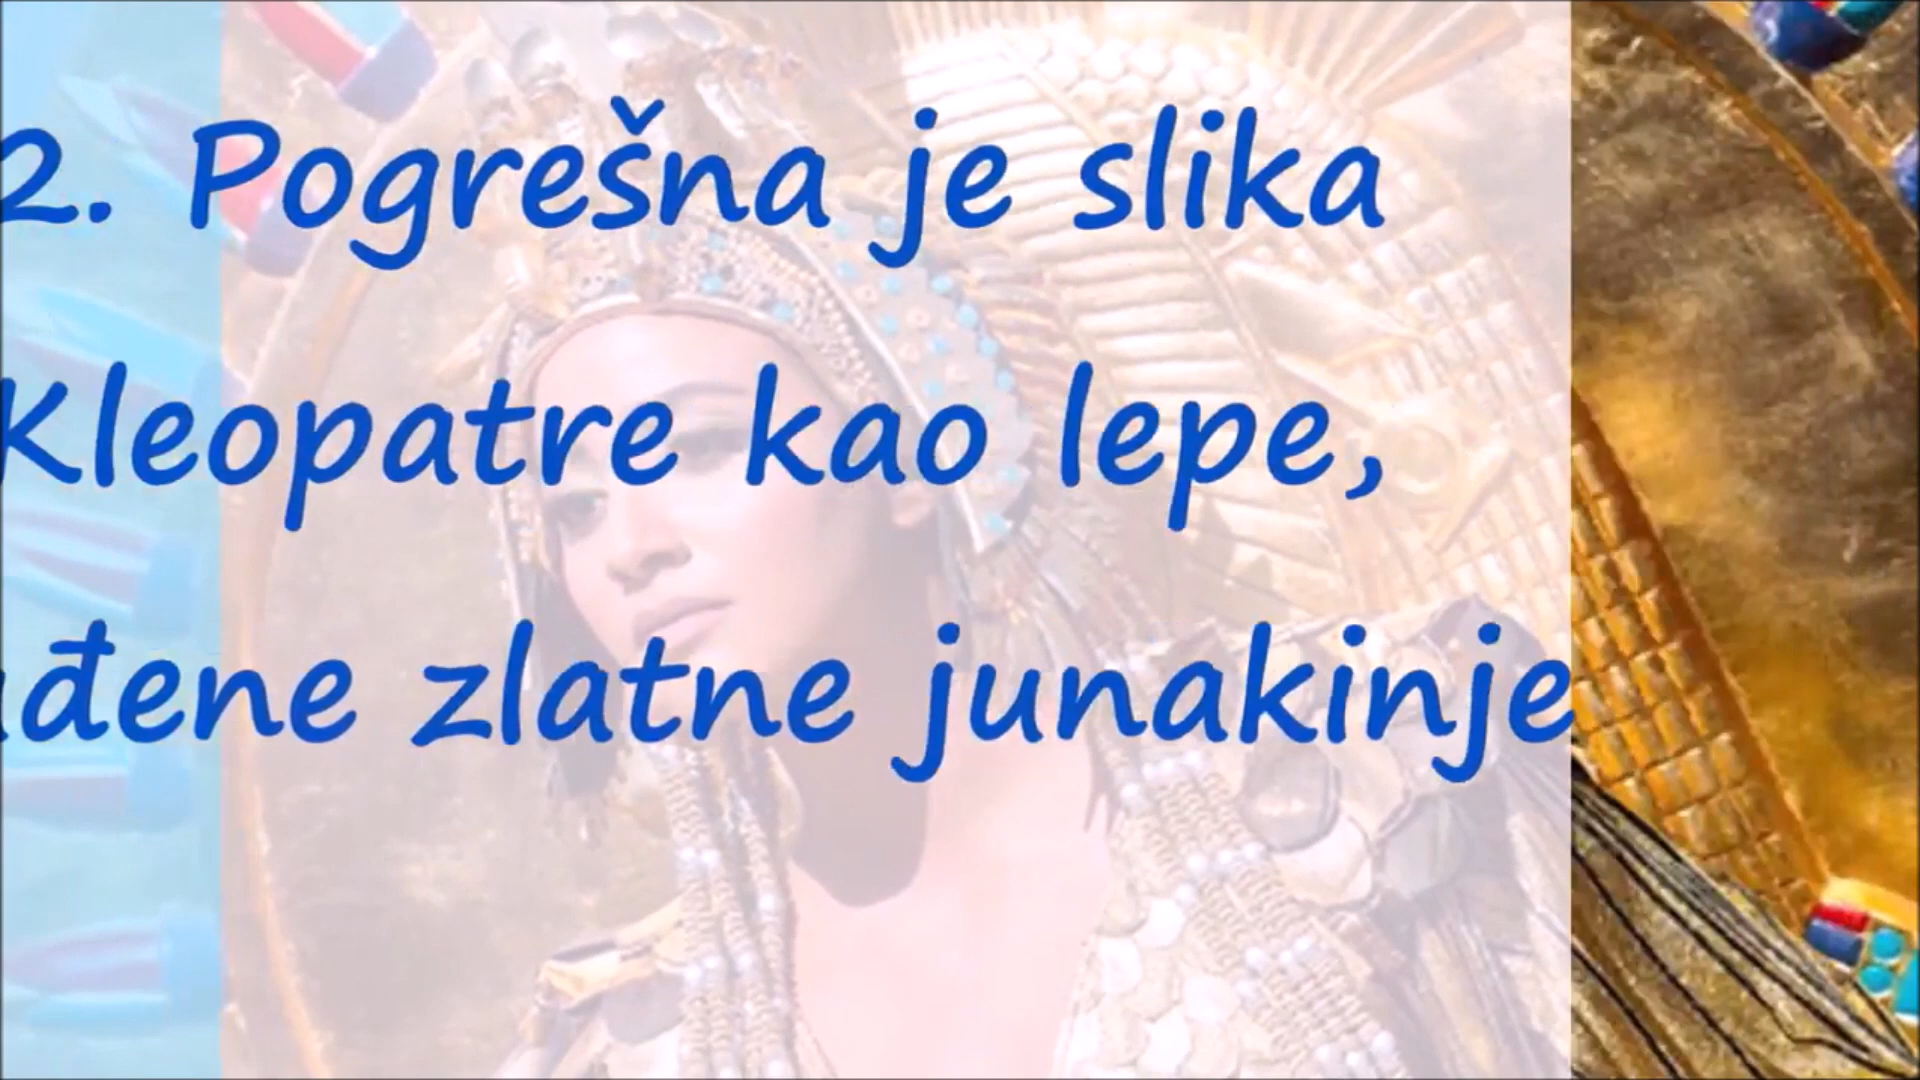 2. Pogrešna je slika
Kleopatre kao lepe,
zlatne junakinje